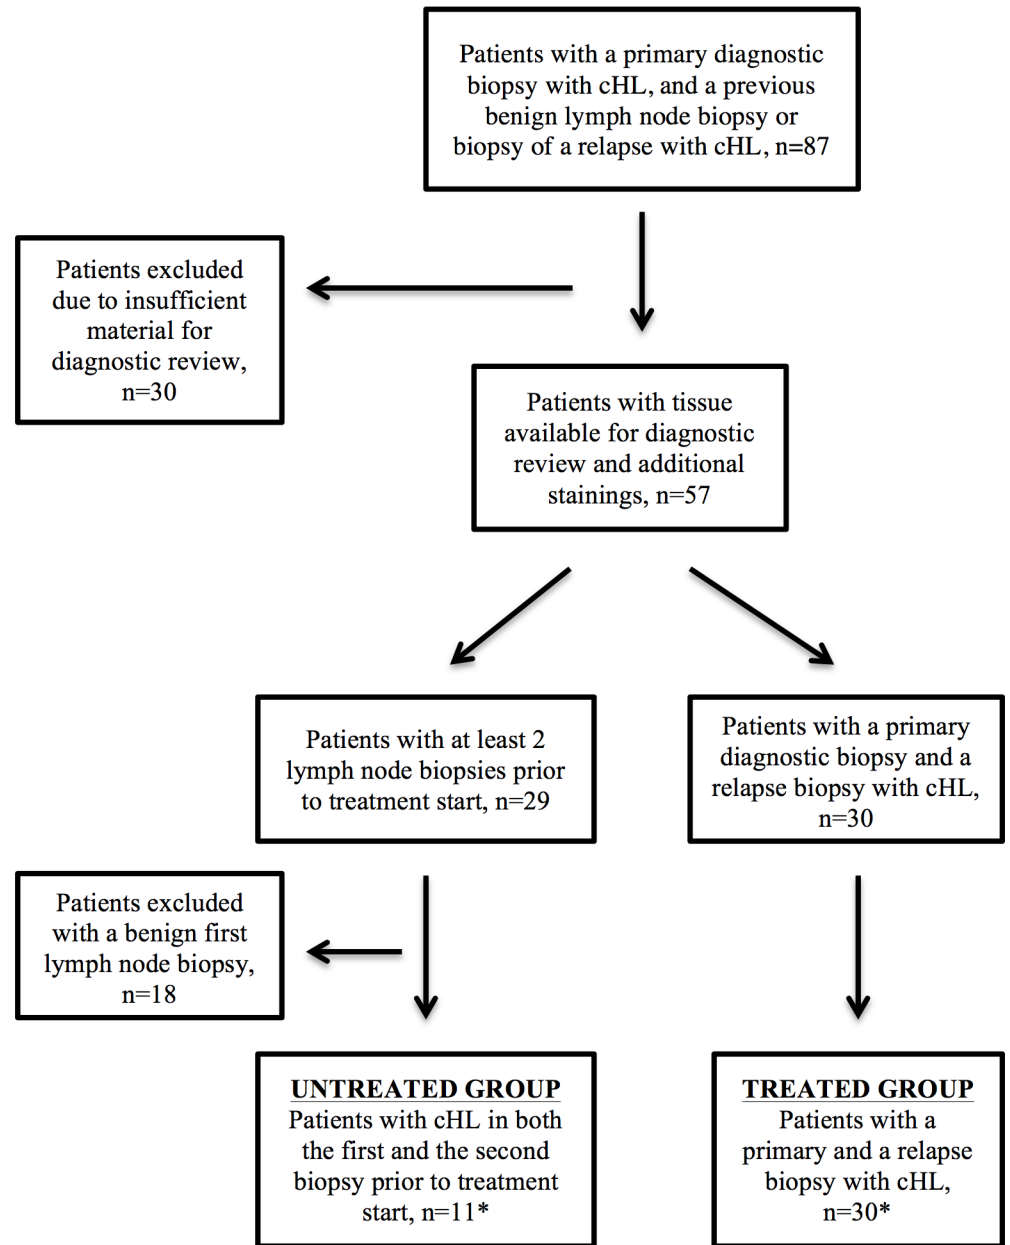 Patients with a primary diagnostic
biopsy with cHL, and a previous
benign lymph node biopsy or
biopsy of a relapse with cHL, n=87
Patients excluded
due to insufficient
material for
diagnostic review,
n=30
Patients with tissue
available for diagnostic
review and additional
stainings, n=57
Patients with at least 2
lymph node biopsies prior
to treatment start, n=29
Patients with a primary
diagnostic biopsy and a
relapse biopsy with cHL,
n=30
Patients excluded
with a benign first
lymph node biopsy,
n=18
UNTREATED GROUP
Patients with cHL in both
the first and the second
biopsy prior to treatment
start, n=11*
TREATED GROUP
Patients with a
primary and a relapse
biopsy with cHL,
n=30*